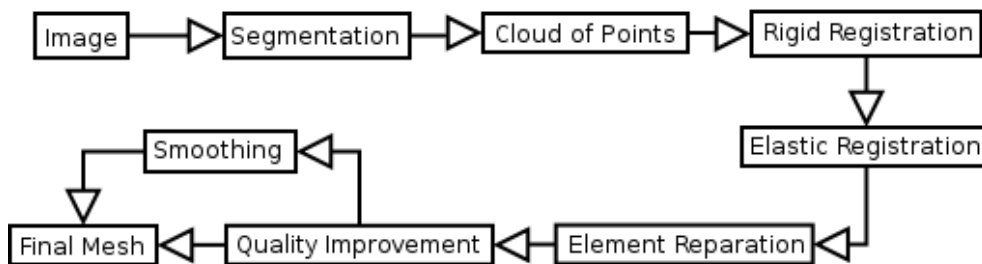 Image
Segmentation
Cloud of Points
Rigid Registration
Elastic Registration
Element Reparation
Quality Improvement
Smoothing
Final Mesh